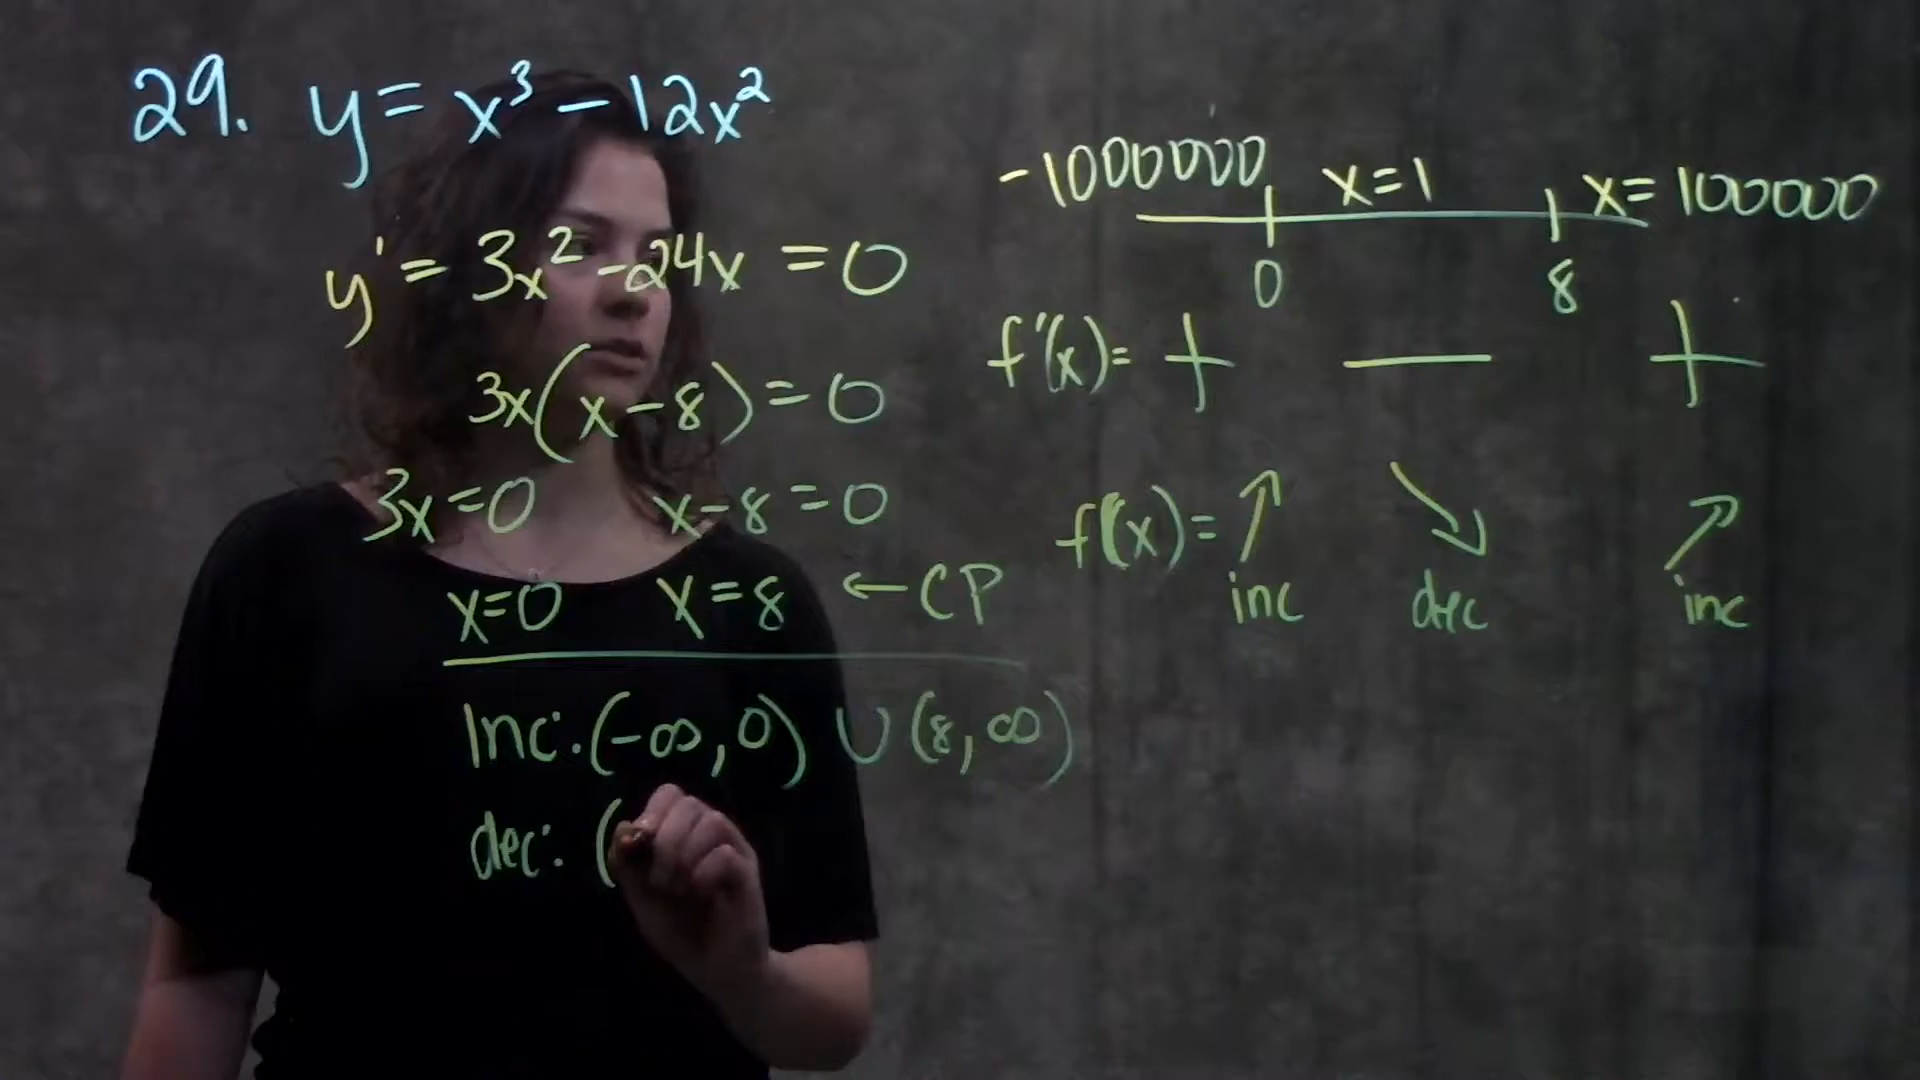 29. y = x³ - 12x²
y' = 3x² - 24x = 0
3x(x - 8) = 0
3x = 0 x - 8 = 0
x = 0 x = 8 ← CP
Inc: (-∞, 0) ∪ (8, ∞)
dec: (
-1000000 x = 1 x = 100000
0 8
f'(x) = + — +
f(x) = ↗ ↘ ↗
inc dec inc